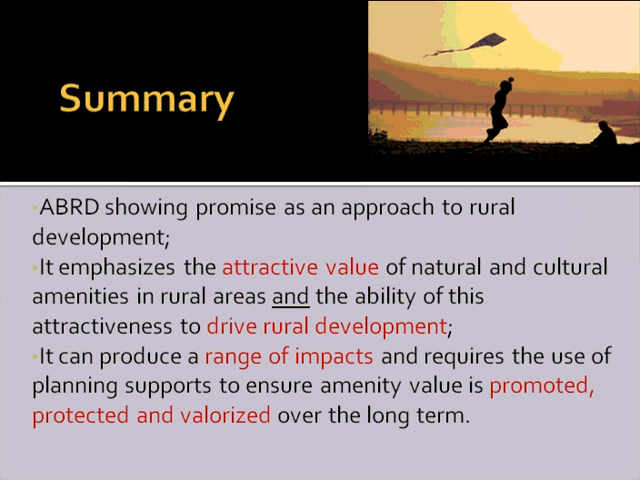 Summary
•ABRD showing promise as an approach to rural
development;
•It emphasizes the attractive value of natural and cultural
amenities in rural areas and the ability of this
attractiveness to drive rural development;
•It can produce a range of impacts and requires the use of
planning supports to ensure amenity value is promoted,
protected and valorized over the long term.